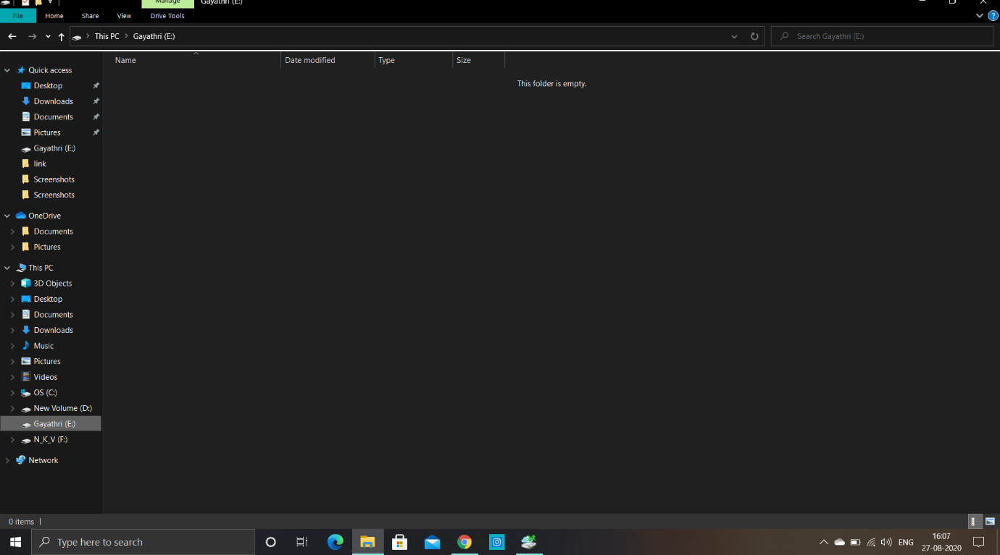 Manage
Gayathri (E:)
File
Home
Share
View
Drive Tools
This PC
Gayathri (E:)
Search Gayathri (E:)
Name
Date modified
Type
Size
This folder is empty.
Quick access
Desktop
Downloads
Documents
Pictures
Gayathri (E:)
link
Screenshots
Screenshots
OneDrive
Documents
Pictures
This PC
3D Objects
Desktop
Documents
Downloads
Music
Pictures
Videos
OS (C:)
New Volume (D:)
Gayathri (E:)
N_K_V (F:)
Network
0 items
Type here to search
ENG
16:07
27-08-2020